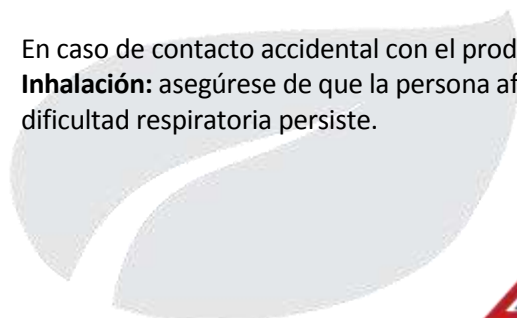 En caso de contacto accidental con el prod
Inhalación: asegúrese de que la persona af
dificultad respiratoria persiste.